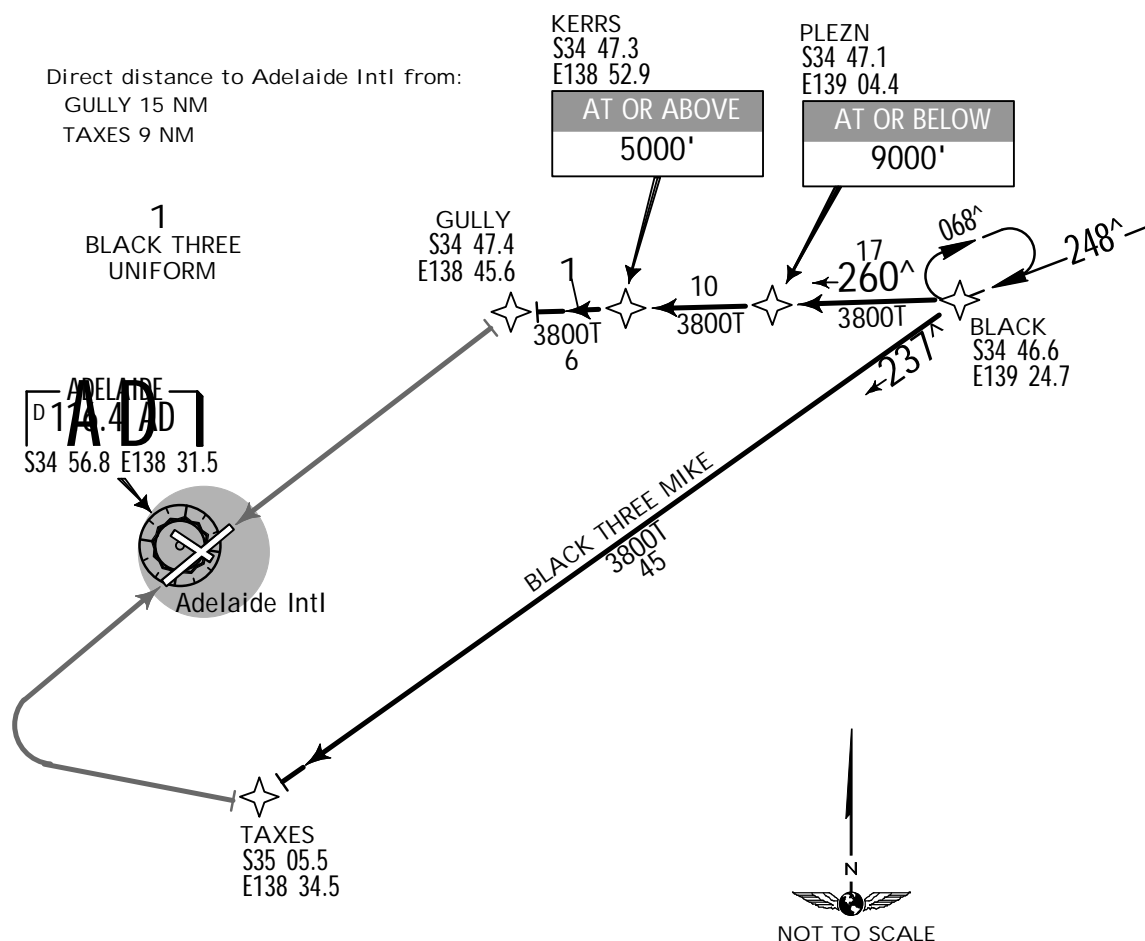 KERRS
S34 47.3
E138 52.9
AT OR ABOVE
5000'
PLEZN
S34 47.1
E139 04.4
AT OR BELOW
9000'
Direct distance to Adelaide Intl from:
GULLY 15 NM
TAXES 9 NM
1
BLACK THREE
UNIFORM
GULLY
S34 47.4
E138 45.6
1
3800T
6
10
3800T
17
260^
3800T
068^
248^
BLACK
S34 46.6
E139 24.7
237^
ADELAIDE
D 116.4 AD
AD
S34 56.8 E138 31.5
Adelaide Intl
BLACK THREE MIKE
3800T
45
TAXES
S35 05.5
E138 34.5
N
NOT TO SCALE